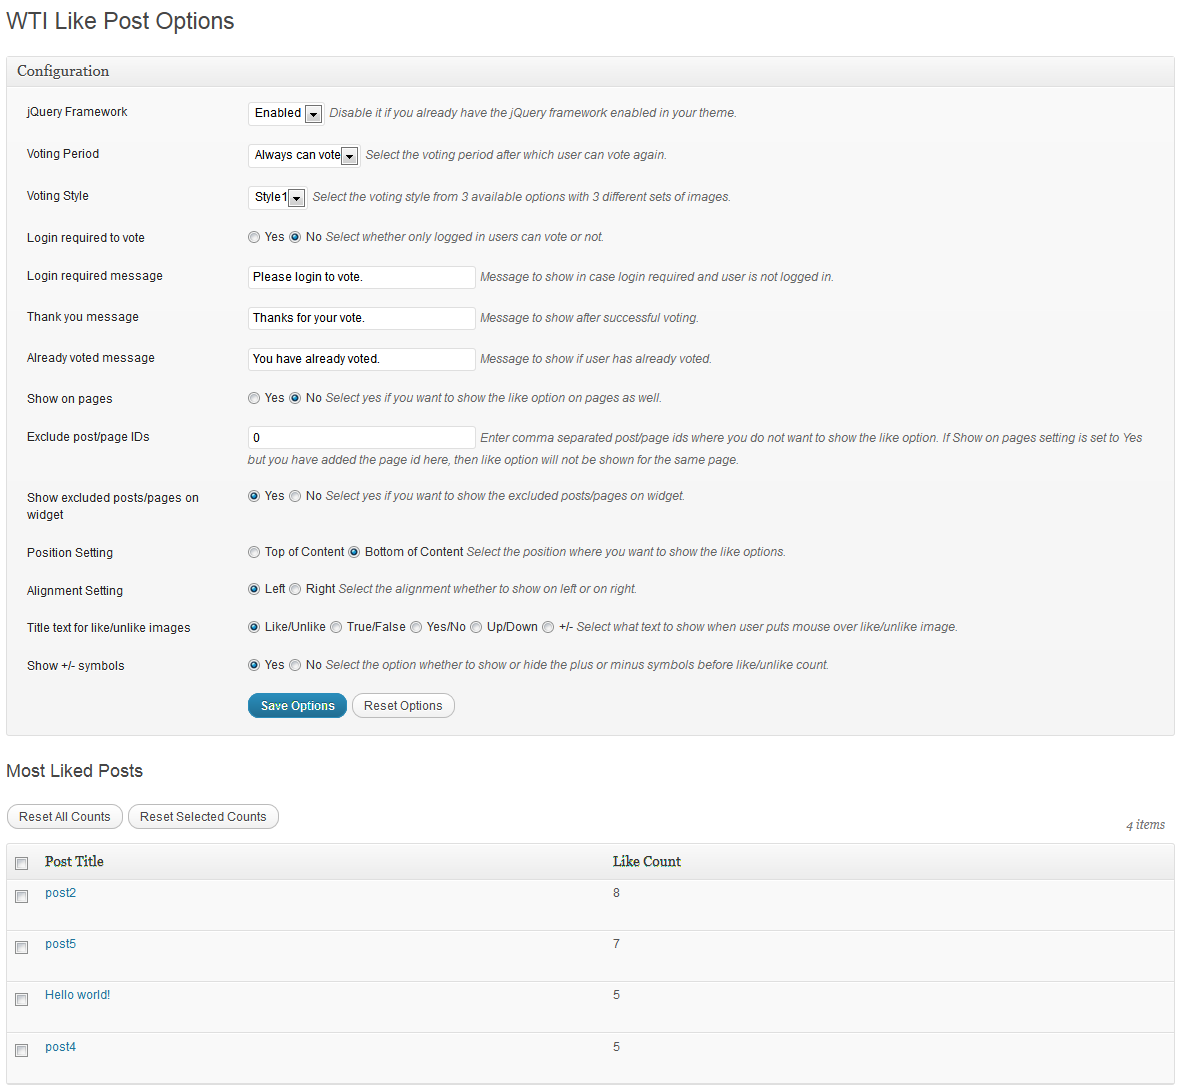 WTI Like Post Options
Configuration
jQuery Framework Enabled Disable it if you already have the jQuery framework enabled in your theme.
Voting Period Always can vote Select the voting period after which user can vote again.
Voting Style Style1 Select the voting style from 3 available options with 3 different sets of images.
Login required to vote Yes No Select whether only logged in users can vote or not.
Login required message Please login to vote. Message to show in case login required and user is not logged in.
Thank you message Thanks for your vote. Message to show after successful voting.
Already voted message You have already voted. Message to show if user has already voted.
Show on pages Yes No Select yes if you want to show the like option on pages as well.
Exclude post/page IDs 0 Enter comma separated post/page ids where you do not want to show the like option. If Show on pages setting is set to Yes
but you have added the page id here, then like option will not be shown for the same page.
Show excluded posts/pages on Yes No Select yes if you want to show the excluded posts/pages on widget.
widget
Position Setting Top of Content Bottom of Content Select the position where you want to show the like options.
Alignment Setting Left Right Select the alignment whether to show on left or on right.
Title text for like/unlike images Like/Unlike True/False Yes/No Up/Down +/- Select what text to show when user puts mouse over like/unlike image.
Show +/- symbols Yes No Select the option whether to show or hide the plus or minus symbols before like/unlike count.
Save Options Reset Options
Most Liked Posts
Reset All Counts Reset Selected Counts
4 items
Post Title Like Count
post2 8
post5 7
Hello world! 5
post4 5